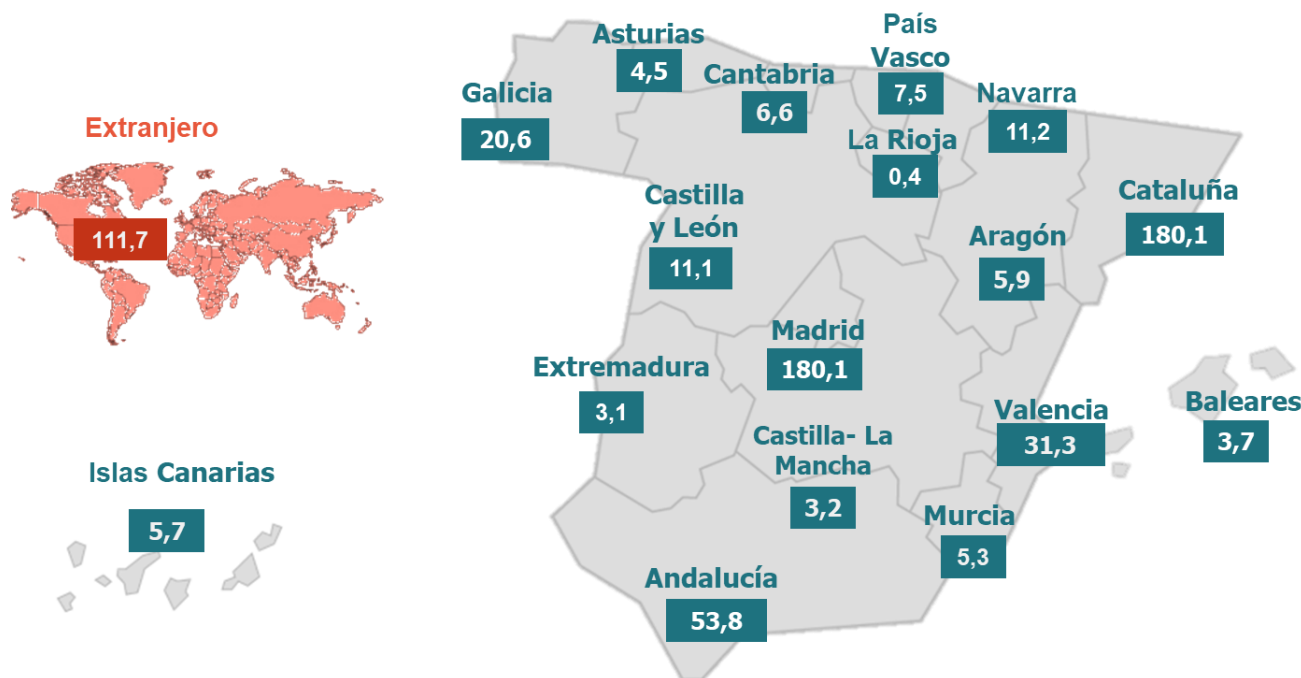 Extranjero
111,7
Islas Canarias
5,7
Galicia
20,6
Asturias
4,5
Cantabria
6,6
País
Vasco
7,5
La Rioja
0,4
Navarra
11,2
Cataluña
180,1
Aragón
5,9
Castilla
y León
11,1
Madrid
180,1
Extremadura
3,1
Castilla- La
Mancha
3,2
Valencia
31,3
Baleares
3,7
Murcia
5,3
Andalucía
53,8